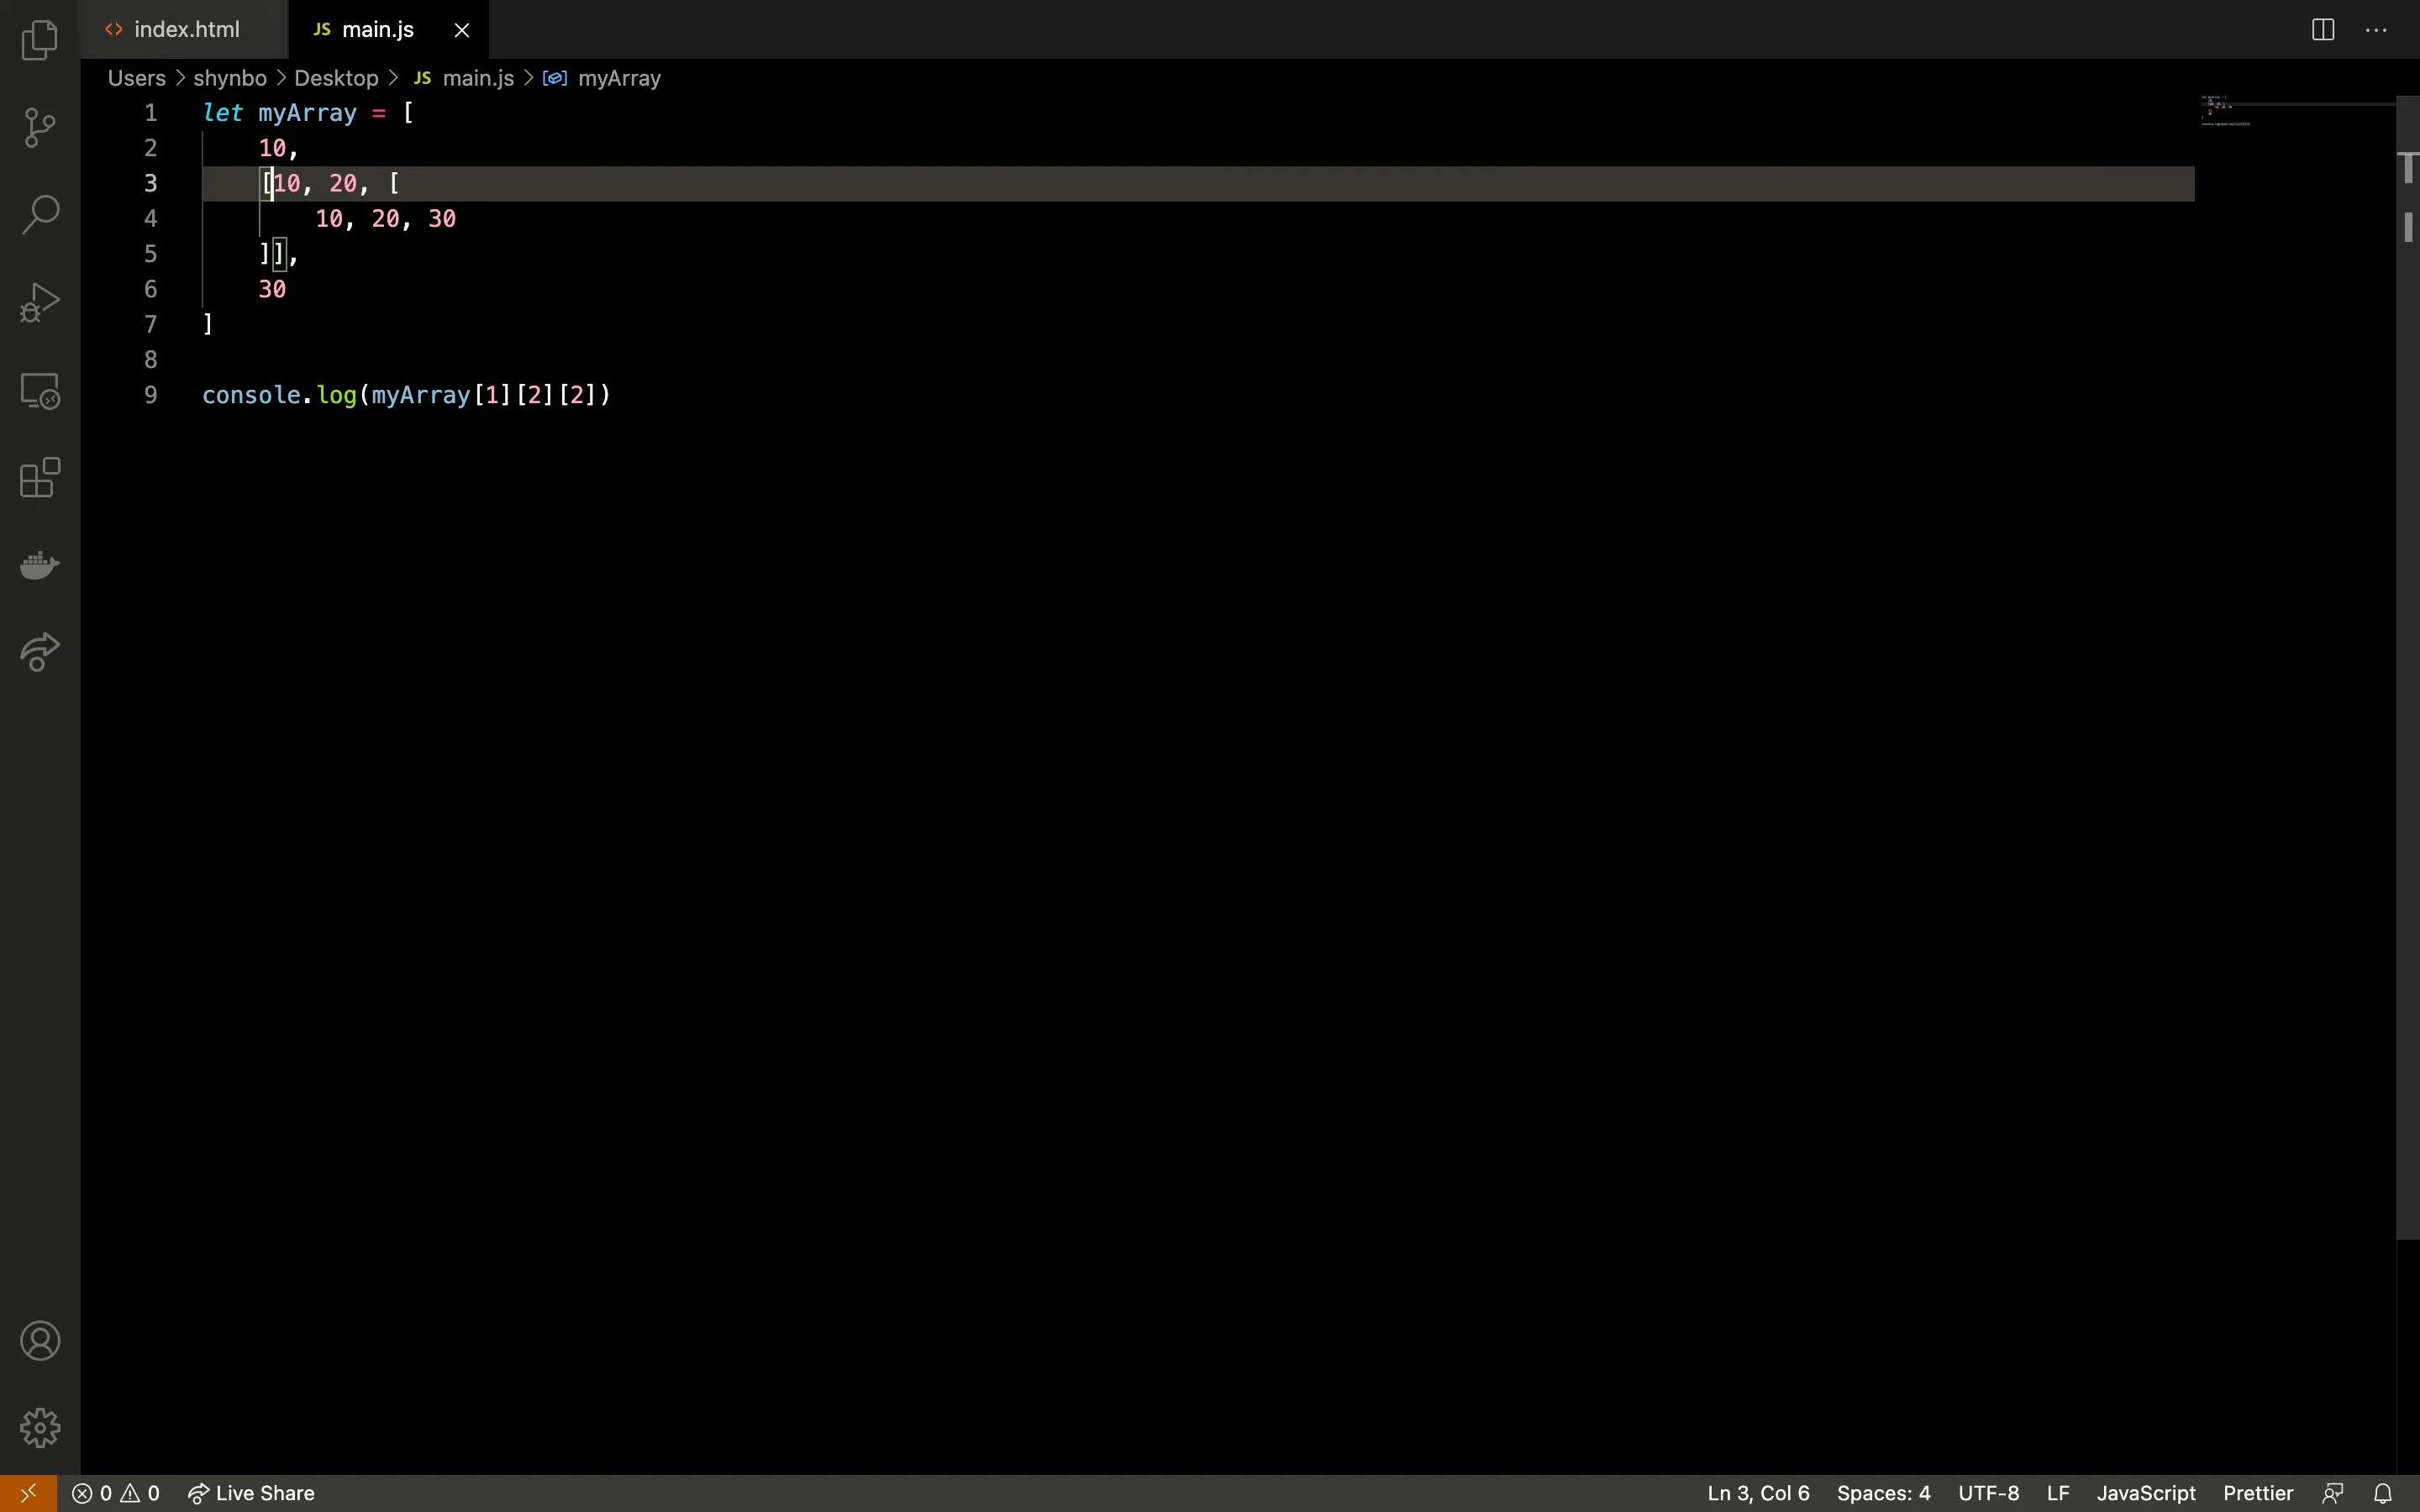 <> index.html JS main.js
Users > shynbo > Desktop > JS main.js > myArray
1 let myArray = [
2     10,
3     [10, 20, [
4         10, 20, 30
5     ]],
6     30
7 ]
8
9 console.log(myArray[1][2][2])
0 0 Live Share Ln 3, Col 6 Spaces: 4 UTF-8 LF JavaScript Prettier